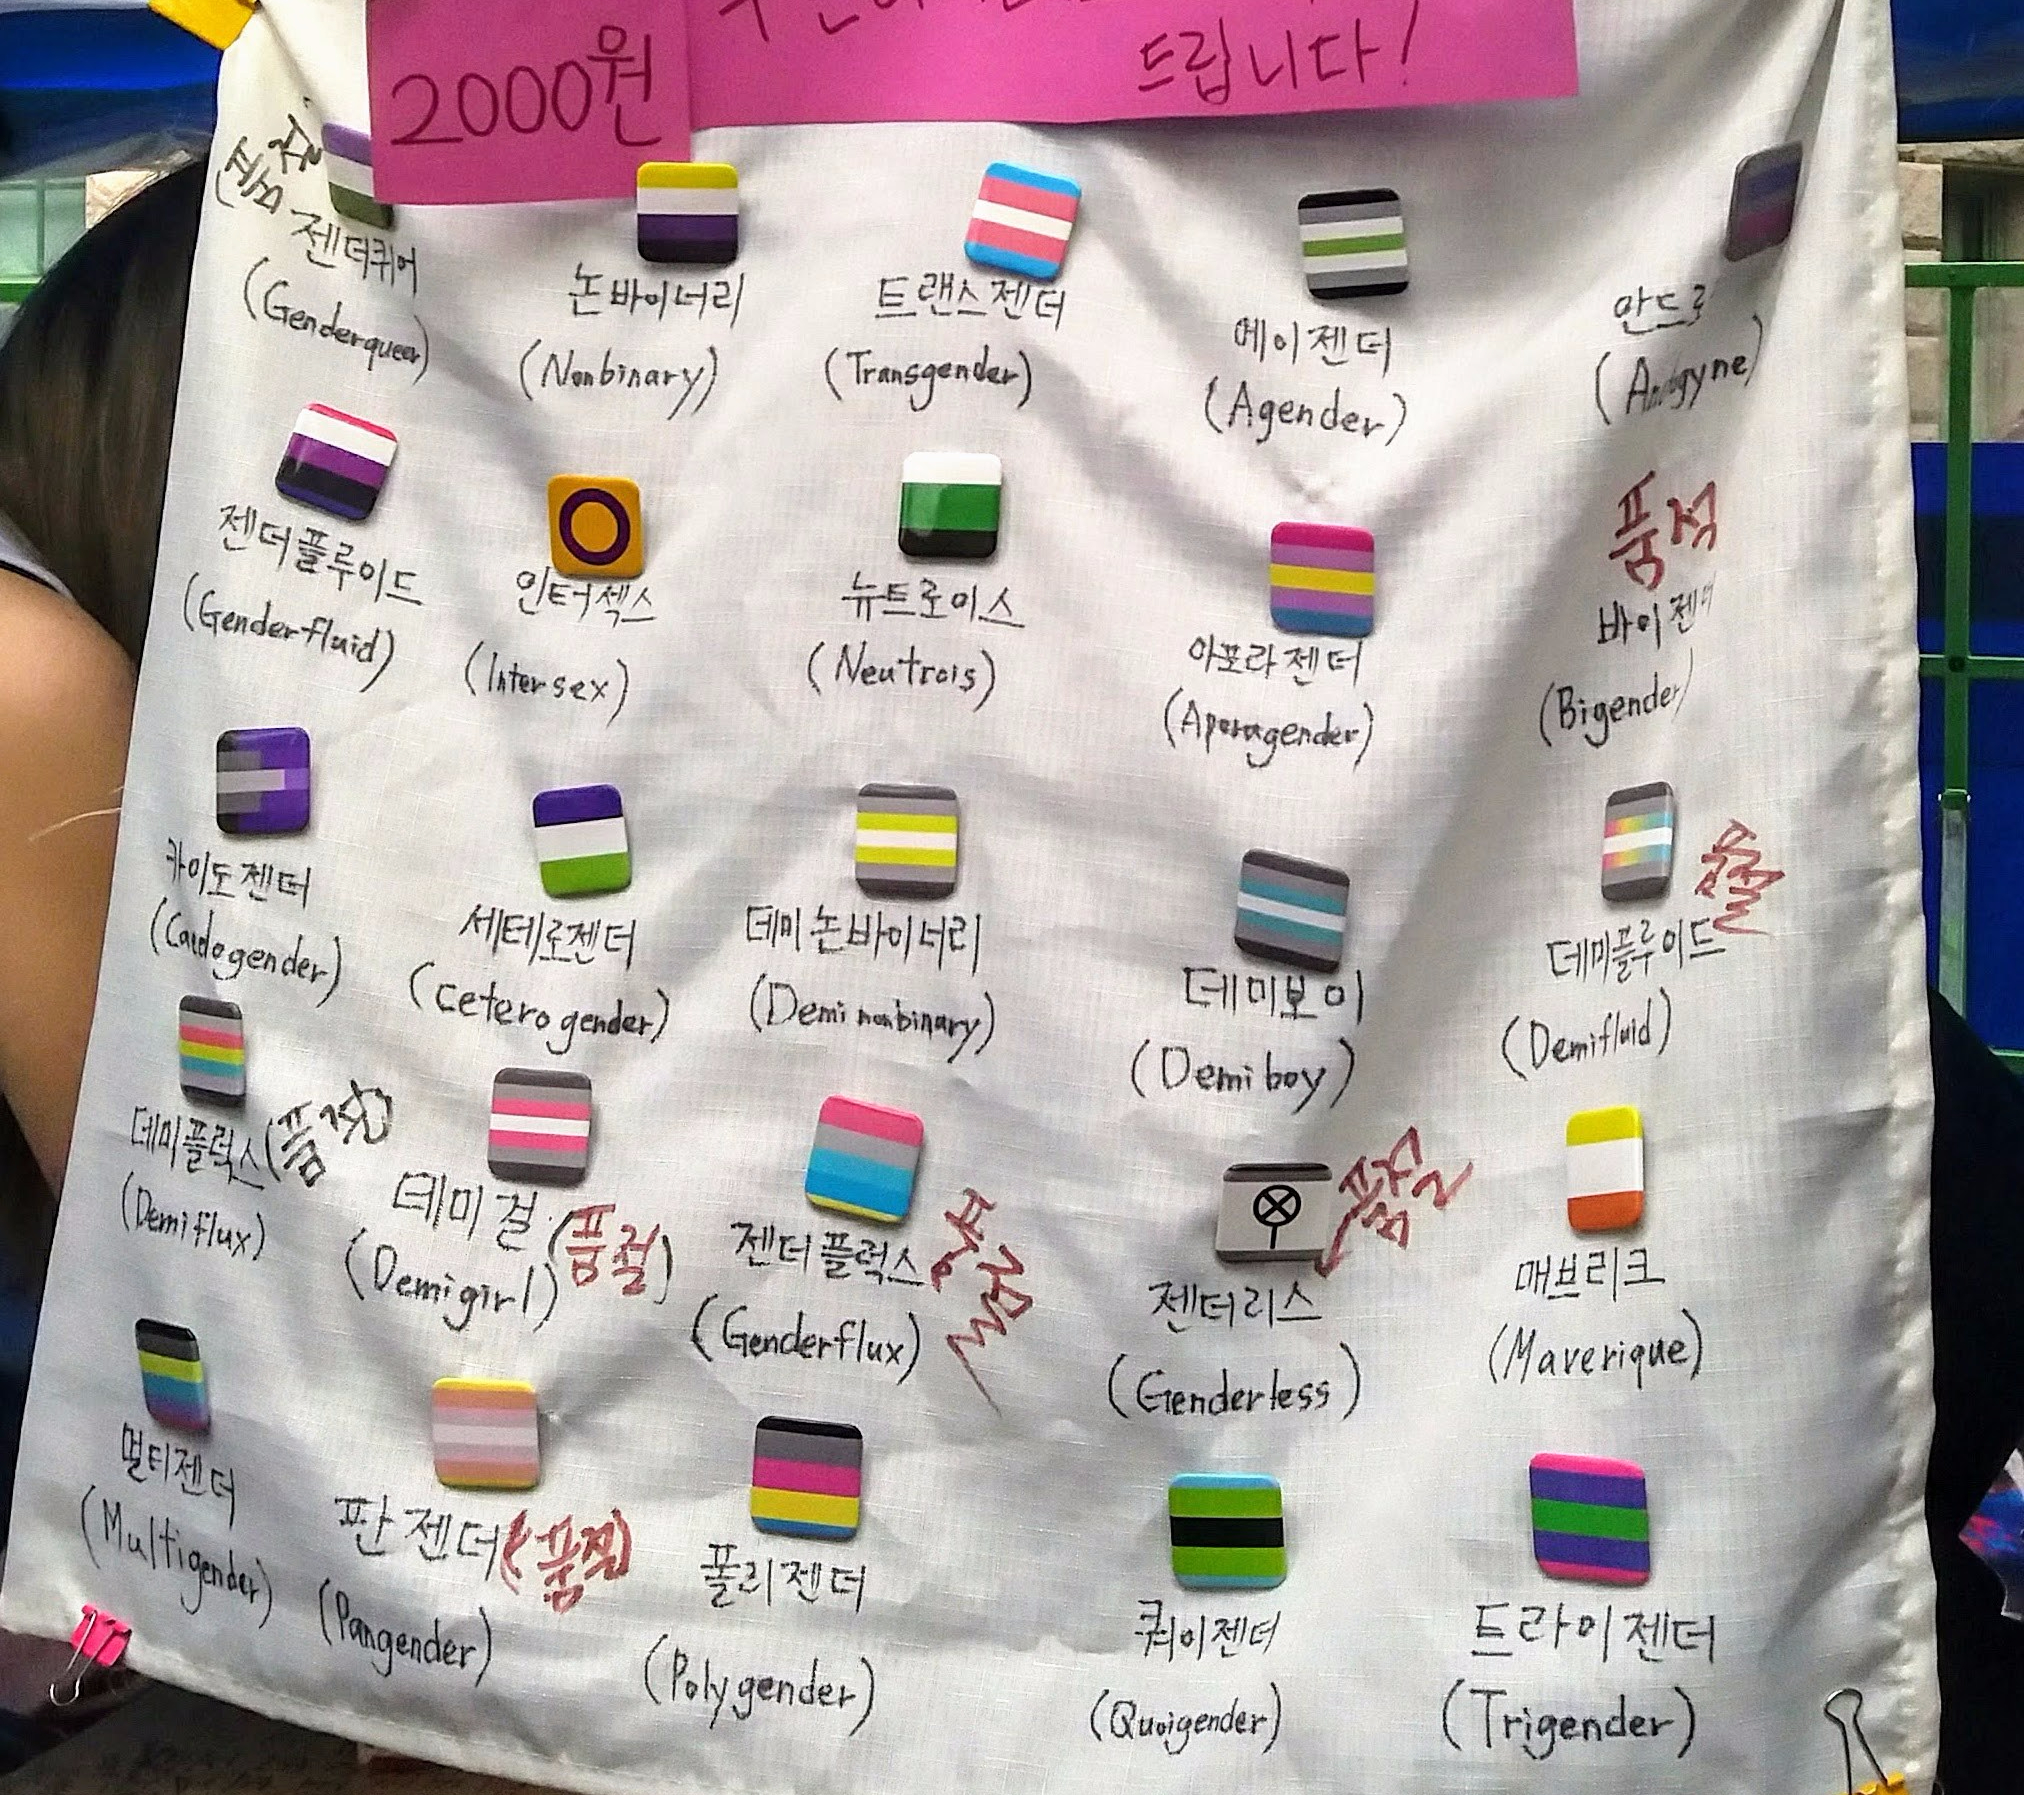 2000원
드립니다!
품절
젠더퀴어
(Genderqueer)
논바이너리
(Nonbinary)
트랜스젠더
(Transgender)
에이젠더
(Agender)
안드로
(Androgyne)
젠더플루이드
(Genderfluid)
인터섹스
(Intersex)
뉴트로이스
(Neutrois)
아포라젠더
(Aporagender)
품절
바이젠더
(Bigender)
카이도젠더
(Caidogender)
세테로젠더
(Ceterogender)
데미논바이너리
(Demi nonbinary)
데미보이
(Demiboy)
데미플루이드 품절
(Demifluid)
데미플럭스 (품절)
(Demiflux)
데미걸 (품절)
(Demigirl)
젠더플럭스 품절
(Genderflux)
젠더리스 품절
(Genderless)
매브리크
(Maverique)
멀티젠더
(Multigender)
판젠더 (품절)
(Pangender)
폴리젠더
(Polygender)
쿼이젠더
(Quoigender)
트라이젠더
(Trigender)